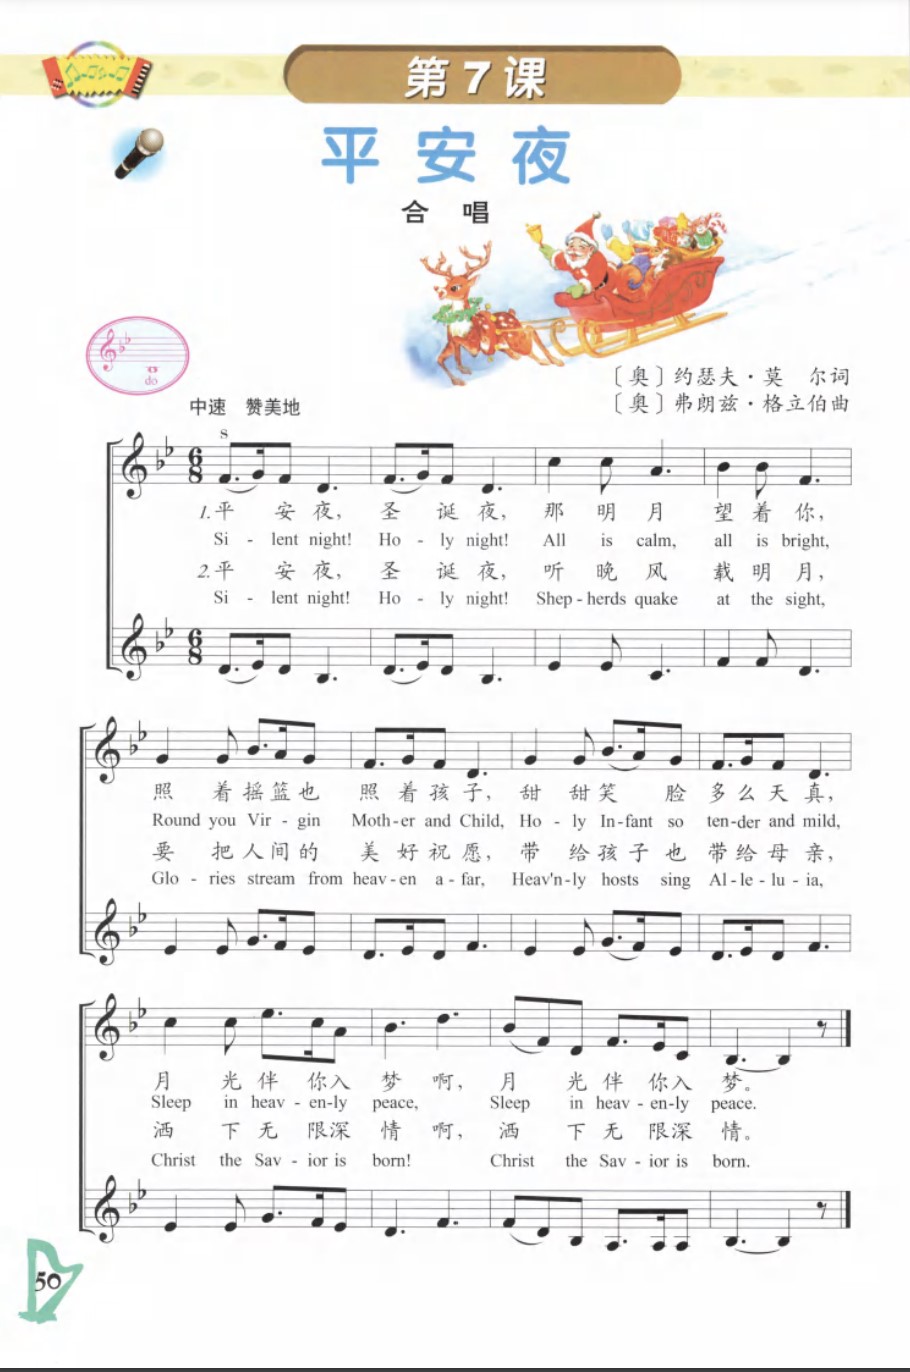 第7课
平安夜
合 唱
do
〔奥〕约瑟夫·莫 尔词
〔奥〕弗朗兹·格立伯曲
中速 赞美地
S
6
8
1.平 安夜, 圣 诞夜, 那 明月 望着你,
Si - lent night! Ho - ly night! All is calm, all is bright,
2.平 安夜, 圣 诞夜, 听 晚风 载明月,
Si - lent night! Ho - ly night! Shep - herds quake at the sight,
6
8
照 着摇篮也 照着孩子, 甜 甜笑 脸 多么天真,
Round you Vir - gin Moth-er and Child, Ho - ly In-fant so ten-der and mild,
要 把人间的 美好祝愿, 带 给孩子也 带给母亲,
Glo - ries stream from heav-en a-far, Heav'n-ly hosts sing Al-le-lu-ia,
月 光伴 你入 梦 啊, 月 光伴 你入 梦。
Sleep in heav - en-ly peace, Sleep in heav - en-ly peace.
洒 下无 限深 情 啊, 洒 下无 限深 情。
Christ the Sav - ior is born! Christ the Sav - ior is born.
50